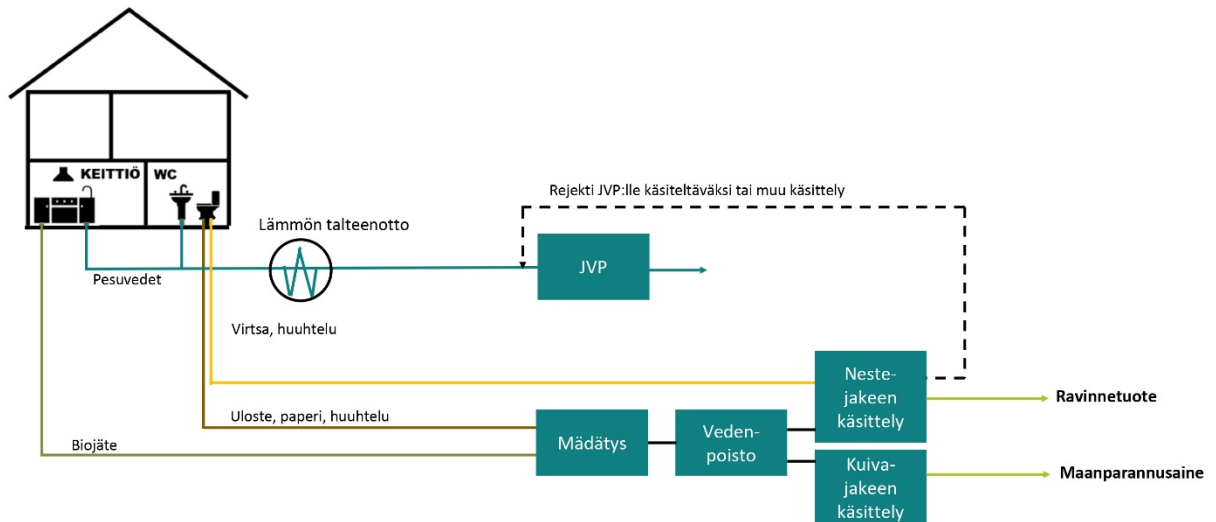 KEITTIÖ WC
Rejekti JVP:lle käsiteltäväksi tai muu käsittely
Lämmön talteenotto
JVP
Pesuvedet
Virtsa, huuhtelu
Neste-
jakeen
käsittely
Ravinnetuote
Uloste, paperi, huuhtelu
Biojäte
Mädätys
Veden-
poisto
Kuiva-
jakeen
käsittely
Maanparannusaine